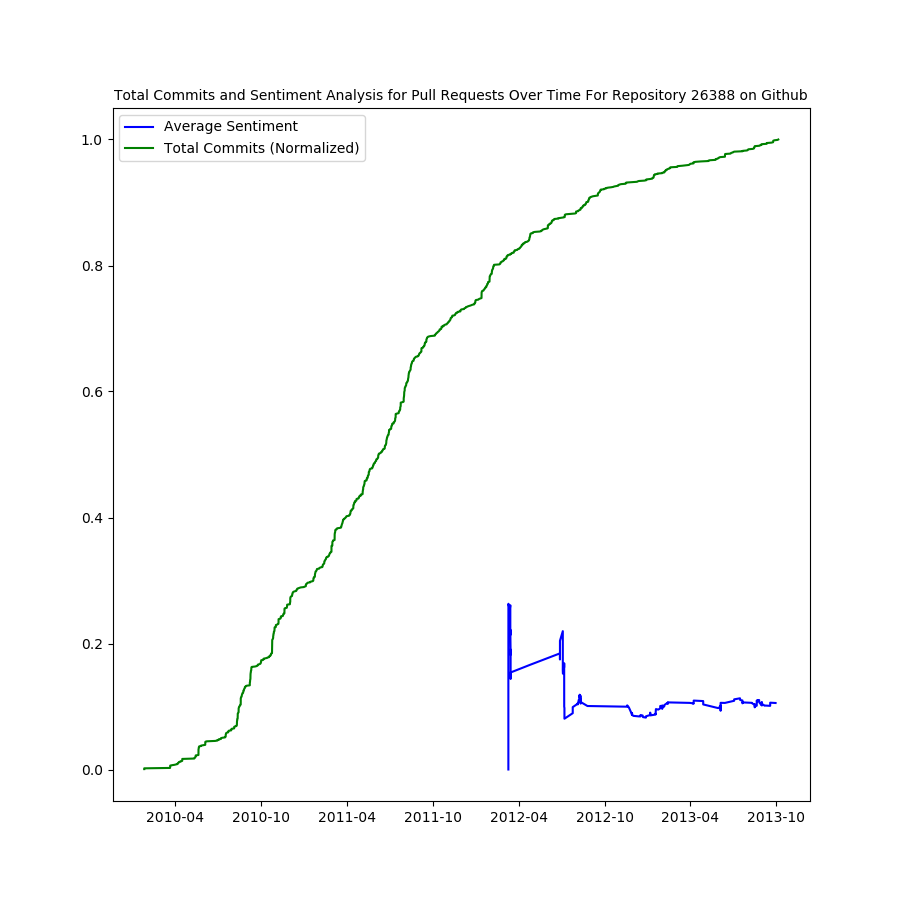 Total Commits and Sentiment Analysis for Pull Requests Over Time For Repository 26388 on Github
Average Sentiment
Total Commits (Normalized)
1.0
0.8
0.6
0.4
0.2
0.0
2010-04 2010-10 2011-04 2011-10 2012-04 2012-10 2013-04 2013-10